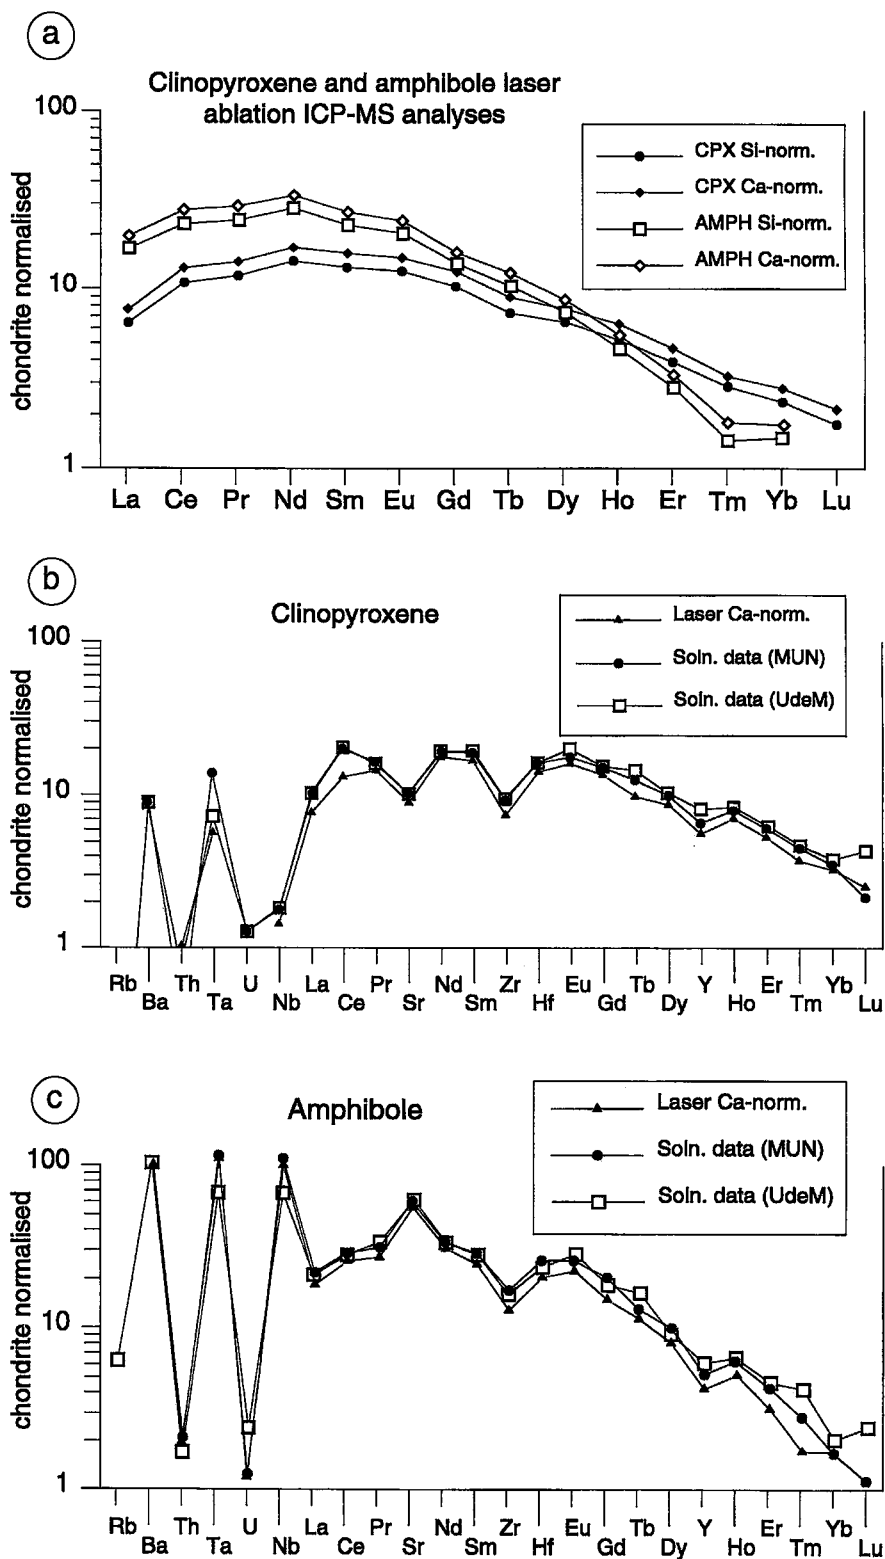 a
Clinopyroxene and amphibole laser
ablation ICP-MS analyses
100
10
1
chondrite normalised
CPX Si-norm.
CPX Ca-norm.
AMPH Si-norm.
AMPH Ca-norm.
La Ce Pr Nd Sm Eu Gd Tb Dy Ho Er Tm Yb Lu
b
Clinopyroxene
100
10
1
chondrite normalised
Laser Ca-norm.
Soln. data (MUN)
Soln. data (UdeM)
Rb Th U La Pr Nd Zr Eu Tb Y Er Yb
Ba Ta Nb Ce Sr Sm Hf Gd Dy Ho Tm Lu
c
Amphibole
100
10
1
chondrite normalised
Laser Ca-norm.
Soln. data (MUN)
Soln. data (UdeM)
Rb Th U La Pr Nd Zr Eu Tb Y Er Yb
Ba Ta Nb Ce Sr Sm Hf Gd Dy Ho Tm Lu